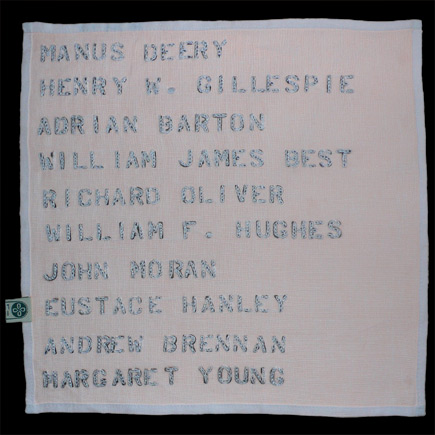 MANUS DEERY
HENRY W. GILLESPIE
ADRIAN BARTON
WILLIAM JAMES BEST
RICHARD OLIVER
WILLIAM F. HUGHES
JOHN MORAN
EUSTACE HANLEY
ANDREW BRENNAN
MARGARET YOUNG